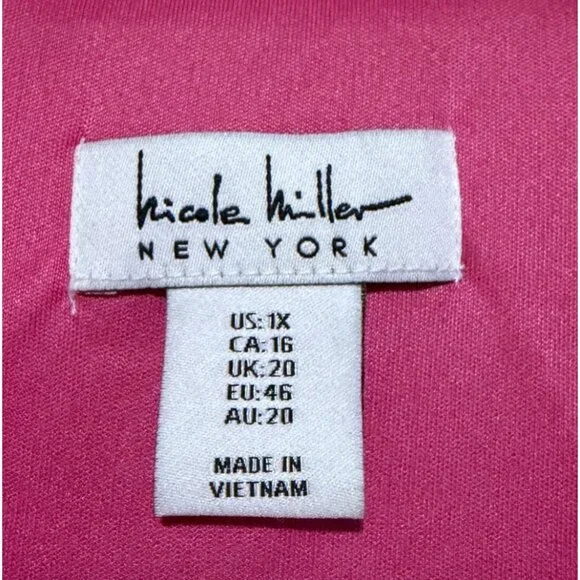 nicole miller
NEW YORK
US: 1X
CA: 16
UK: 20
EU: 46
AU: 20
MADE IN
VIETNAM